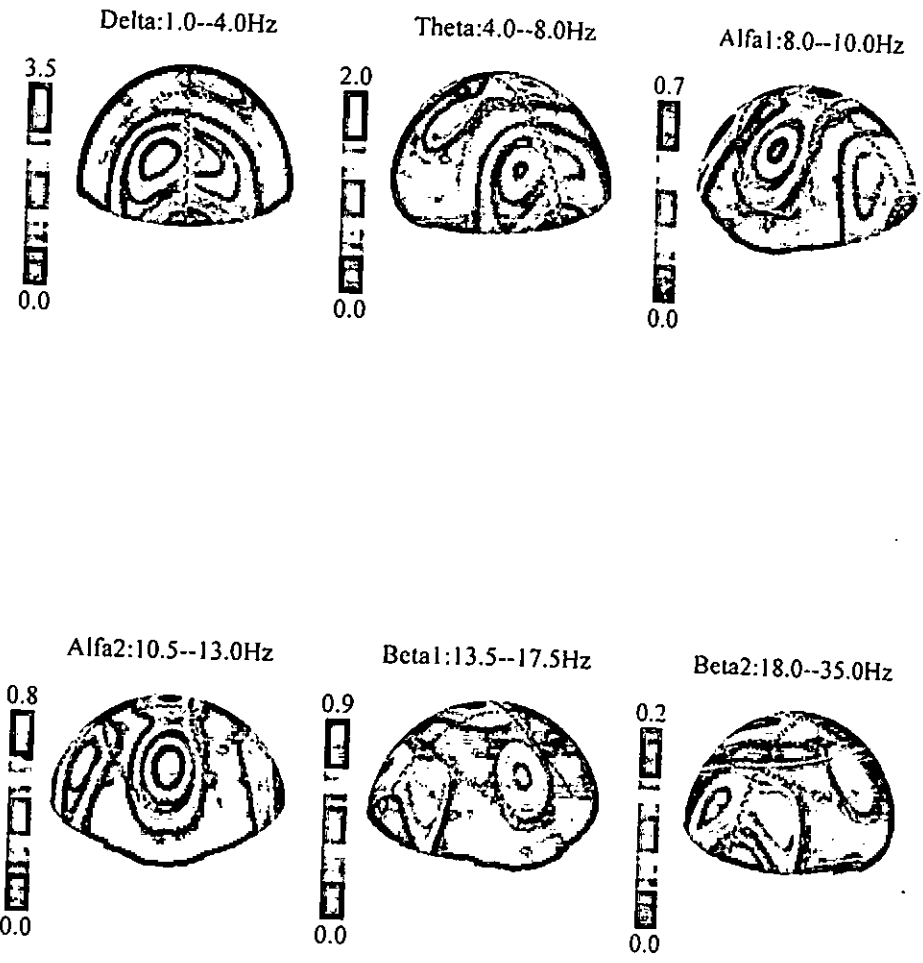 Delta:1.0--4.0Hz
Theta:4.0--8.0Hz
Alfa1:8.0--10.0Hz
3.5
2.0
0.7
0.0
0.0
0.0
Alfa2:10.5--13.0Hz
Beta1:13.5--17.5Hz
Beta2:18.0--35.0Hz
0.8
0.9
0.2
0.0
0.0
0.0